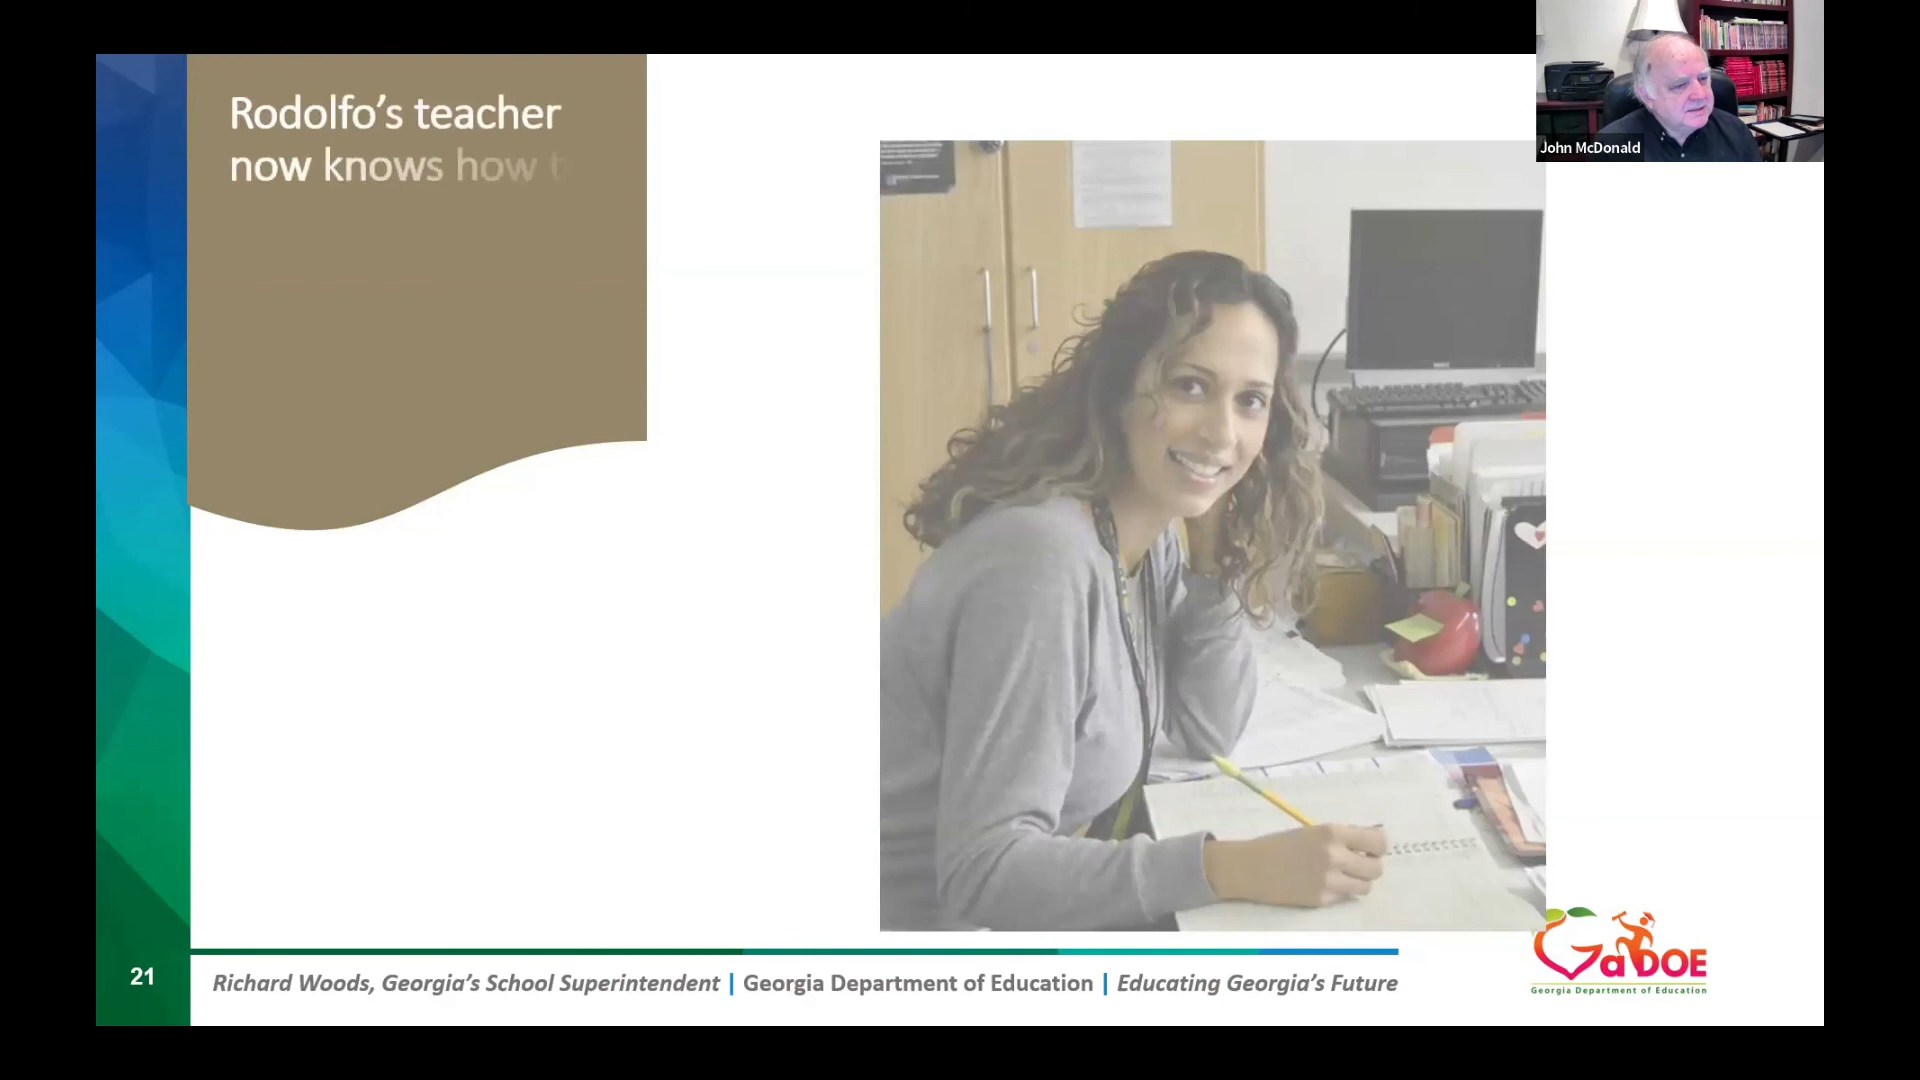 Rodolfo’s teacher
now knows how t
John McDonald
21
Richard Woods, Georgia’s School Superintendent | Georgia Department of Education | Educating Georgia’s Future
GaDOE
Georgia Department of Education